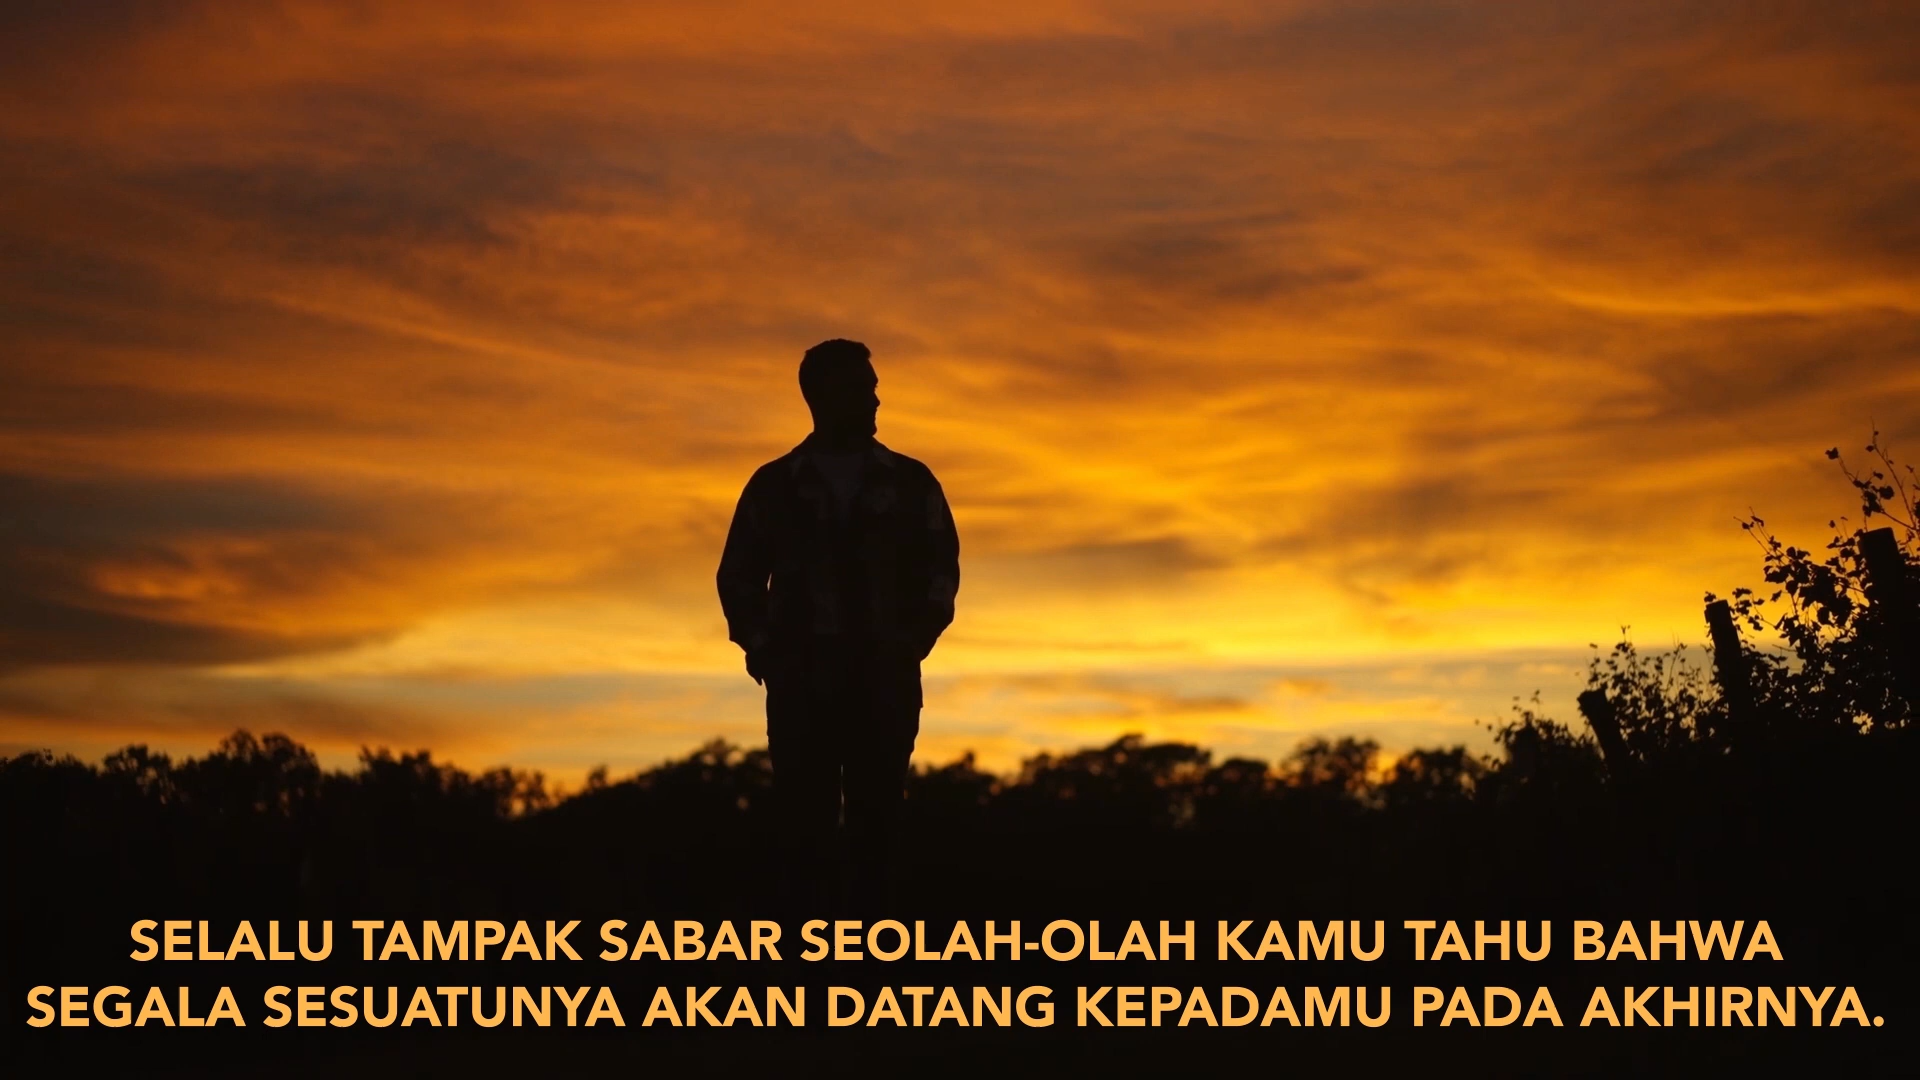 SELALU TAMPAK SABAR SEOLAH-OLAH KAMU TAHU BAHWA
SEGALA SESUATUNYA AKAN DATANG KEPADAMU PADA AKHIRNYA.